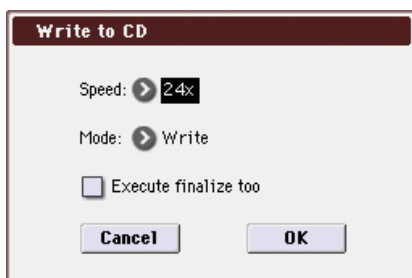 Write to CD
Speed: 24x
Mode: Write
Execute finalize too
Cancel OK